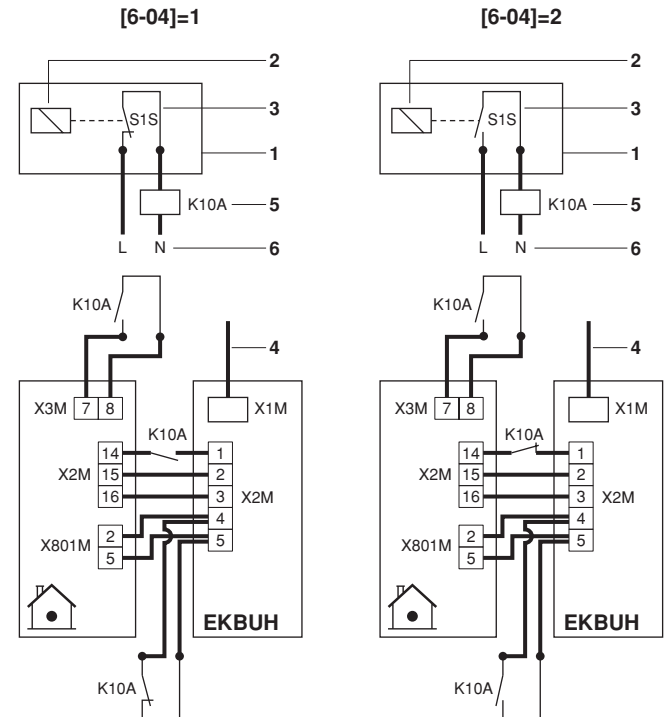 [6-04]=1
2
3
S1S
1
K10A
5
L N
6
K10A
4
X3M 7 8
X1M
K10A
14 1
X2M 15 2
16 3 X2M
4
X801M 2
5 5
EKBUH
K10A
[6-04]=2
2
3
S1S
1
K10A
5
L N
6
K10A
4
X3M 7 8
X1M
K10A
14 1
X2M 15 2
16 3 X2M
4
X801M 2
5 5
EKBUH
K10A